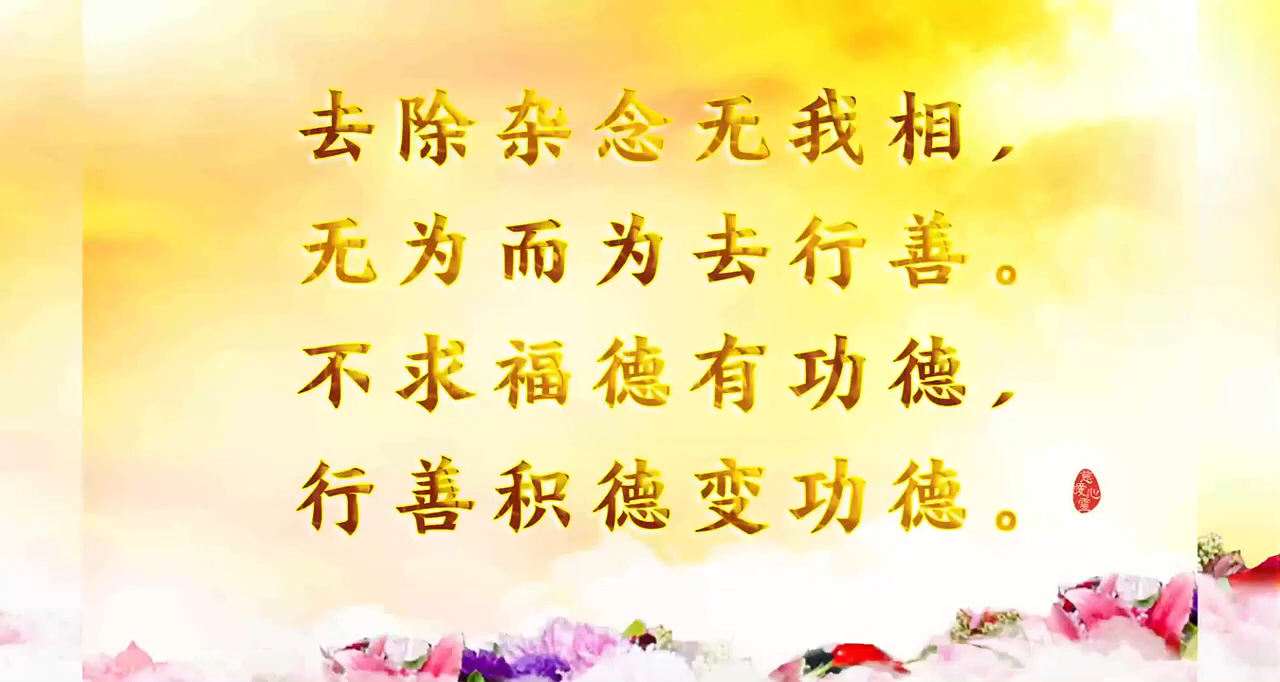 去除杂念无我相，
无为而为去行善。
不求福德有功德，
行善积德变功德。